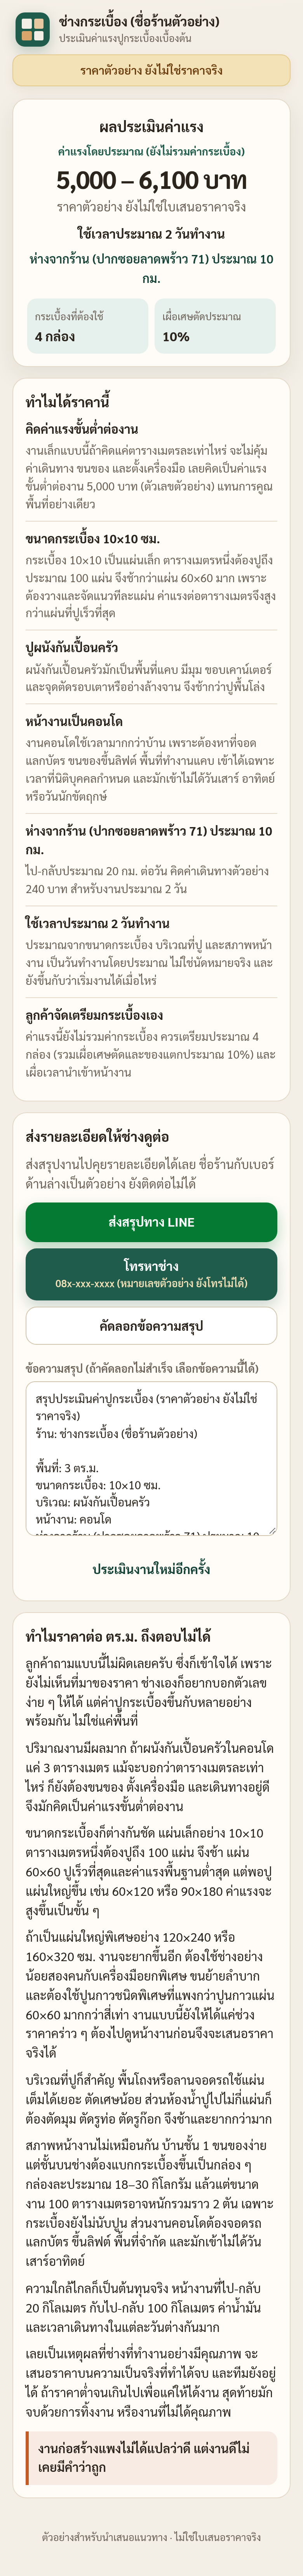 ช่างกระเบื้อง (ชื่อร้านตัวอย่าง)
ประเมินค่าแรงปูกระเบื้องเบื้องต้น
ราคาตัวอย่าง ยังไม่ใช่ราคาจริง
ผลประเมินค่าแรง
ค่าแรงโดยประมาณ (ยังไม่รวมค่ากระเบื้อง)
5,000 – 6,100 บาท
ราคาตัวอย่าง ยังไม่ใช่ใบเสนอราคาจริง
ใช้เวลาประมาณ 2 วันทำงาน
ห่างจากร้าน (ปากซอยลาดพร้าว 71) ประมาณ 10
กม.
กระเบื้องที่ต้องใช้
4 กล่อง
เผื่อเศษตัดประมาณ
10%
ทำไมได้ราคานี้
คิดค่าแรงขั้นต่ำต่องาน
งานเล็กแบบนี้ถ้าคิดแค่ตารางเมตรละเท่าไหร่ จะไม่คุ้ม
ค่าเดินทาง ขนของ และตั้งเครื่องมือ เลยคิดเป็นค่าแรง
ขั้นต่ำต่องาน 5,000 บาท (ตัวเลขตัวอย่าง) แทนการคูณ
พื้นที่อย่างเดียว
ขนาดกระเบื้อง 10×10 ซม.
กระเบื้อง 10×10 เป็นแผ่นเล็ก ตารางเมตรหนึ่งต้องปูถึง
ประมาณ 100 แผ่น จึงช้ากว่าแผ่น 60×60 มาก เพราะ
ต้องวางและจัดแนวทีละแผ่น ค่าแรงต่อตารางเมตรจึงสูง
กว่าแผ่นที่ปูเร็วที่สุด
ปูผนังกันเปื้อนครัว
ผนังกันเปื้อนครัวมักเป็นพื้นที่แคบ มีมุม ขอบเคาน์เตอร์
และจุดตัดรอบเตาหรืออ่างล้างจาน จึงช้ากว่าปูพื้นโล่ง
หน้างานเป็นคอนโด
งานคอนโดใช้เวลามากกว่าบ้าน เพราะต้องหาที่จอด
แลกบัตร ขนของขึ้นลิฟต์ พื้นที่ทำงานแคบ เข้าได้เฉพาะ
เวลาที่นิติบุคคลกำหนด และมักเข้าไม่ได้วันเสาร์ อาทิตย์
หรือวันนักขัตฤกษ์
ห่างจากร้าน (ปากซอยลาดพร้าว 71) ประมาณ 10
กม.
ไป-กลับประมาณ 20 กม. ต่อวัน คิดค่าเดินทางตัวอย่าง
240 บาท สำหรับงานประมาณ 2 วัน
ใช้เวลาประมาณ 2 วันทำงาน
ประมาณจากขนาดกระเบื้อง บริเวณที่ปู และสภาพหน้า
งาน เป็นวันทำงานโดยประมาณ ไม่ใช่นัดหมายจริง และ
ยังขึ้นกับว่าเริ่มงานได้เมื่อไหร่
ลูกค้าจัดเตรียมกระเบื้องเอง
ค่าแรงนี้ยังไม่รวมค่ากระเบื้อง ควรเตรียมประมาณ 4
กล่อง (รวมเผื่อเศษตัดและของแตกประมาณ 10%) และ
เผื่อเวลานำเข้าหน้างาน
ส่งรายละเอียดให้ช่างดูต่อ
ส่งสรุปงานไปคุยรายละเอียดได้เลย ชื่อร้านกับเบอร์
ด้านล่างเป็นตัวอย่าง ยังติดต่อไม่ได้
ส่งสรุปทาง LINE
โทรหาช่าง
08x-xxx-xxxx (หมายเลขตัวอย่าง ยังโทรไม่ได้)
คัดลอกข้อความสรุป
ข้อความสรุป (ถ้าคัดลอกไม่สำเร็จ เลือกข้อความนี้ได้)
สรุปประเมินค่าปูกระเบื้อง (ราคาตัวอย่าง ยังไม่ใช่
ราคาจริง)
ร้าน: ช่างกระเบื้อง (ชื่อร้านตัวอย่าง)
พื้นที่: 3 ตร.ม.
ขนาดกระเบื้อง: 10×10 ซม.
บริเวณ: ผนังกันเปื้อนครัว
หน้างาน: คอนโด
ห่างจากร้าน (ปากซอยลาดพร้าว 71) ประมาณ 10
ประเมินงานใหม่อีกครั้ง
ทำไมราคาต่อ ตร.ม. ถึงตอบไม่ได้
ลูกค้าถามแบบนี้ไม่ผิดเลยครับ ซึ่งก็เข้าใจได้ เพราะ
ยังไม่เห็นที่มาของราคา ช่างเองก็อยากบอกตัวเลข
ง่าย ๆ ให้ได้ แต่ค่าปูกระเบื้องขึ้นกับหลายอย่าง
พร้อมกัน ไม่ใช่แค่พื้นที่
ปริมาณงานมีผลมาก ถ้าผนังกันเปื้อนครัวในคอนโด
แค่ 3 ตารางเมตร แม้จะบอกว่าตารางเมตรละเท่า
ไหร่ ก็ยังต้องขนของ ตั้งเครื่องมือ และเดินทางอยู่ดี
จึงมักคิดเป็นค่าแรงขั้นต่ำต่องาน
ขนาดกระเบื้องก็ต่างกันชัด แผ่นเล็กอย่าง 10×10
ตารางเมตรหนึ่งต้องปูถึง 100 แผ่น จึงช้า แผ่น
60×60 ปูเร็วที่สุดและค่าแรงพื้นฐานต่ำสุด แต่พอปู
แผ่นใหญ่ขึ้น เช่น 60×120 หรือ 90×180 ค่าแรงจะ
สูงขึ้นเป็นขั้น ๆ
ถ้าเป็นแผ่นใหญ่พิเศษอย่าง 120×240 หรือ
160×320 ซม. งานจะยากขึ้นอีก ต้องใช้ช่างอย่าง
น้อยสองคนกับเครื่องมือยกพิเศษ ขนย้ายลำบาก
และต้องใช้ปูนกาวชนิดพิเศษที่แพงกว่าปูนกาวแผ่น
60×60 มากกว่าสี่เท่า งานแบบนี้ยังให้ได้แค่ช่วง
ราคาคร่าว ๆ ต้องไปดูหน้างานก่อนจึงจะเสนอราคา
จริงได้
บริเวณที่ปูก็สำคัญ พื้นโถงหรือลานจอดรถใช้แผ่น
เต็มได้เยอะ ตัดเศษน้อย ส่วนห้องน้ำปูไปไม่กี่แผ่นก็
ต้องตัดมุม ตัดรูท่อ ตัดรูก๊อก จึงช้าและยากกว่ามาก
สภาพหน้างานไม่เหมือนกัน บ้านชั้น 1 ขนของง่าย
แต่ชั้นบนช่างต้องแบกกระเบื้องขึ้นเป็นกล่อง ๆ
กล่องละประมาณ 18–30 กิโลกรัม แล้วแต่ขนาด
งาน 100 ตารางเมตรอาจหนักรวมราว 2 ตัน เฉพาะ
กระเบื้องยังไม่นับปูน ส่วนงานคอนโดต้องจอดรถ
แลกบัตร ขึ้นลิฟต์ พื้นที่จำกัด และมักเข้าไม่ได้วัน
เสาร์อาทิตย์
ความใกล้ไกลก็เป็นต้นทุนจริง หน้างานที่ไป-กลับ
20 กิโลเมตร กับไป-กลับ 100 กิโลเมตร ค่าน้ำมัน
และเวลาเดินทางในแต่ละวันต่างกันมาก
เลยเป็นเหตุผลที่ช่างที่ทำงานอย่างมีคุณภาพ จะ
เสนอราคาบนความเป็นจริงที่ทำได้จบ และทีมยังอยู่
ได้ ถ้าราคาต่ำจนเกินไปเพื่อแค่ให้ได้งาน สุดท้ายมัก
จบด้วยการทิ้งงาน หรืองานที่ไม่ได้คุณภาพ
งานก่อสร้างแพงไม่ได้แปลว่าดี แต่งานดีไม่
เคยมีคำว่าถูก
ตัวอย่างสำหรับนำเสนอแนวทาง · ไม่ใช่ใบเสนอราคาจริง